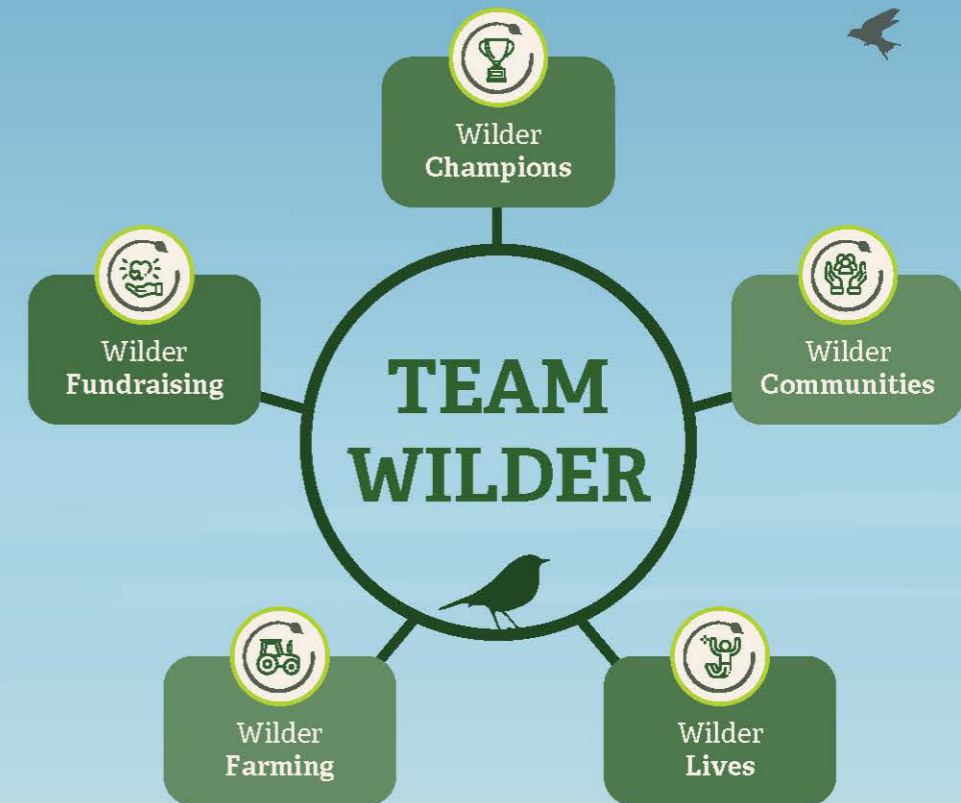 Wilder
Champions
Wilder
Fundraising
Wilder
Communities
TEAM
WILDER
Wilder
Farming
Wilder
Lives